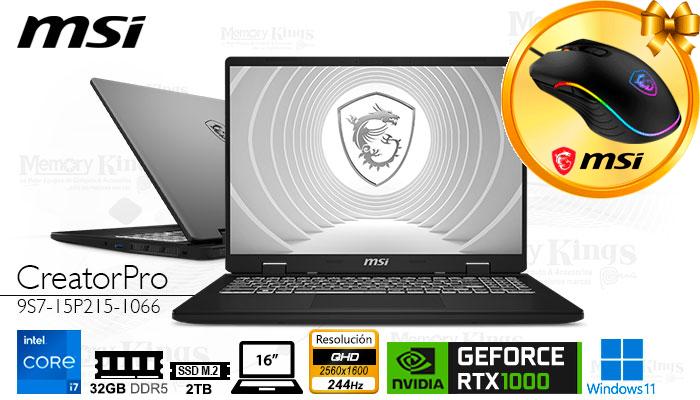 msi
Memory Kings
msi
msi
CreatorPro
9S7-15P215-1066
intel
CORE
i7
32GB DDR5
SSD M.2
2TB
16”
Resolución
QHD
2560x1600
244Hz
NVIDIA
GEFORCE
RTX1000
Windows11